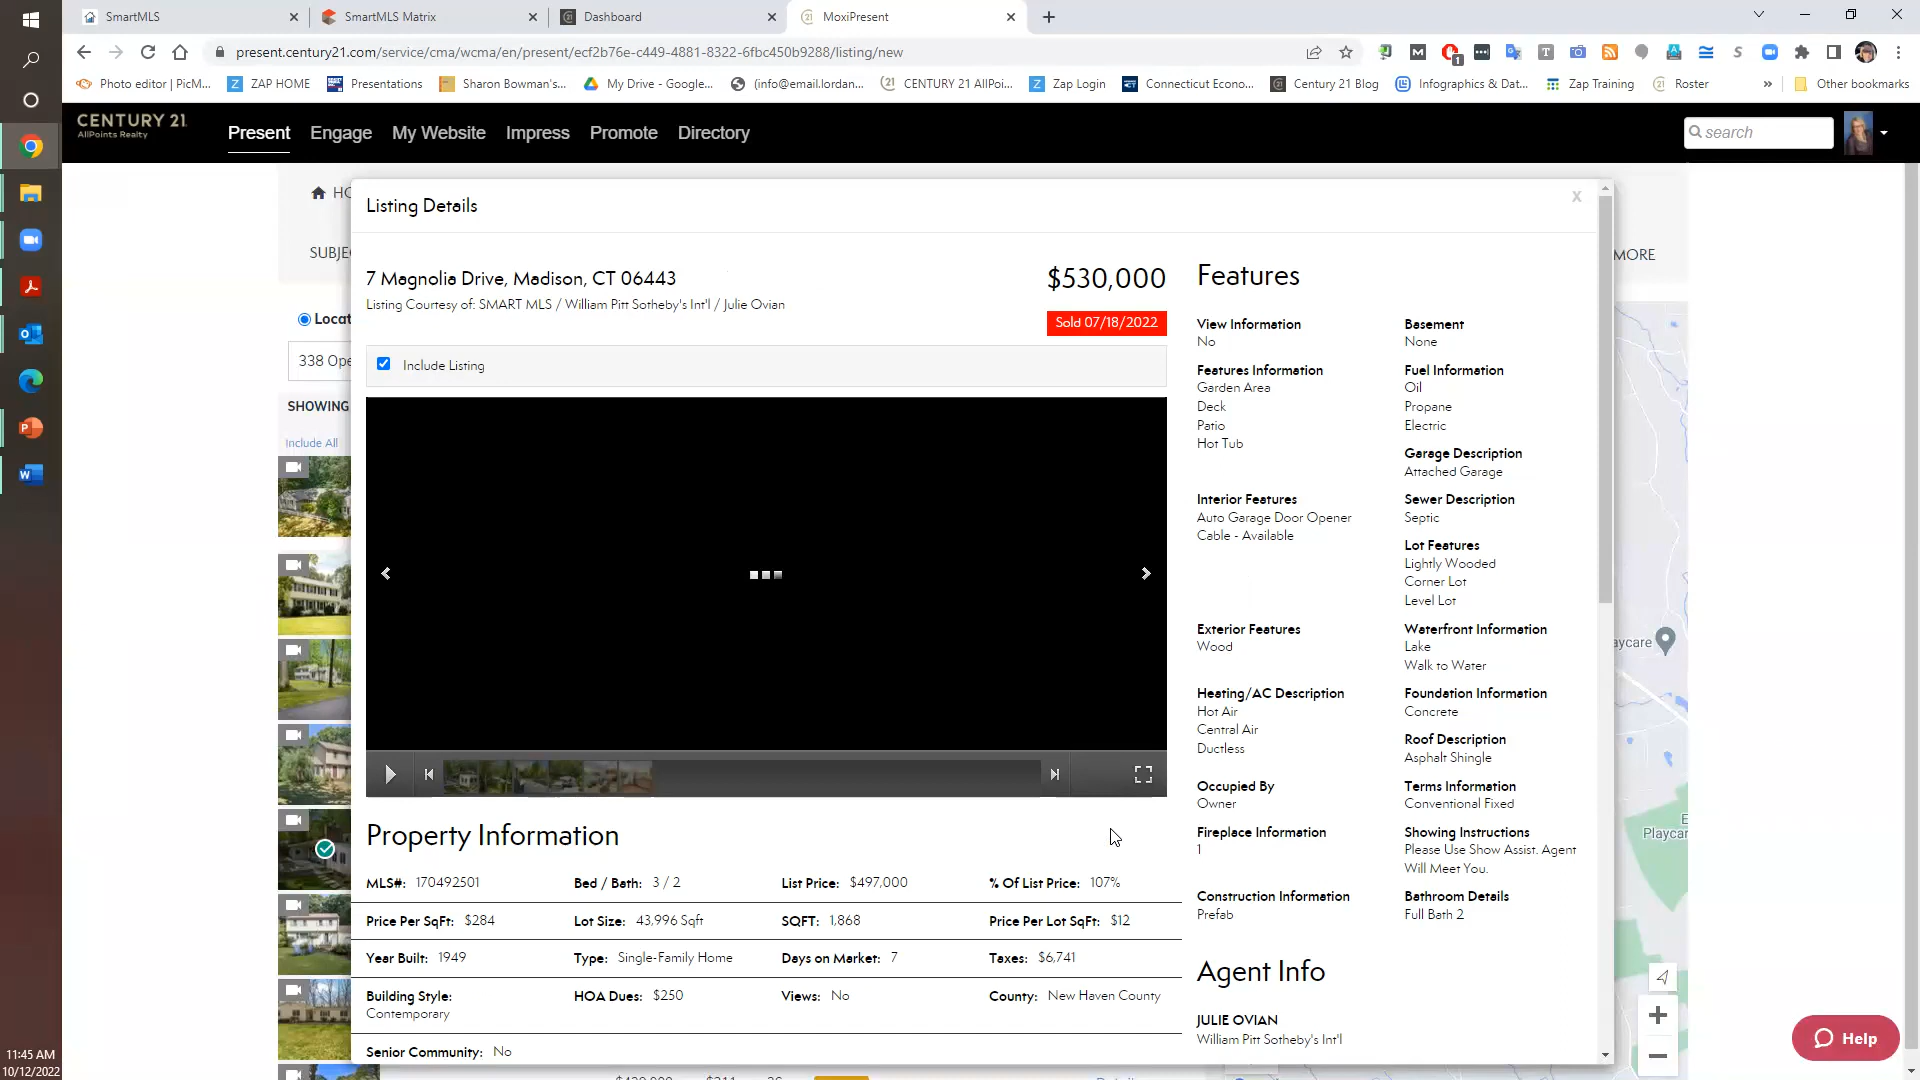 SmartMLS
SmartMLS Matrix
Dashboard
MoxiPresent
present.century21.com/service/cma/wcma/en/present/ecf2b76e-c449-4881-8322-6fbc450b9288/listing/new
Photo editor | PicM...
ZAP HOME
Presentations
Sharon Bowman's...
My Drive - Google...
(info@email.lordan...
CENTURY 21 AllPoi...
Zap Login
Connecticut Econo...
Century 21 Blog
Infographics & Dat...
Zap Training
Roster
»
Other bookmarks
CENTURY 21.
AllPoints Realty
Present
Engage
My Website
Impress
Promote
Directory
search
HO
SUBJE
MORE
Locat
338 Ope
SHOWING
Include All
Listing Details
X
7 Magnolia Drive, Madison, CT 06443
$530,000
Listing Courtesy of: SMART MLS / William Pitt Sotheby's Int'l / Julie Ovian
Sold 07/18/2022
Include Listing
Property Information
MLS#: 170492501
Bed / Bath: 3 / 2
List Price: $497,000
% Of List Price: 107%
Price Per SqFt: $284
Lot Size: 43,996 Sqft
SQFT: 1,868
Price Per Lot SqFt: $12
Year Built: 1949
Type: Single-Family Home
Days on Market: 7
Taxes: $6,741
Building Style:
Contemporary
HOA Dues: $250
Views: No
County: New Haven County
Senior Community: No
Features
View Information
No
Features Information
Garden Area
Deck
Patio
Hot Tub
Interior Features
Auto Garage Door Opener
Cable - Available
Exterior Features
Wood
Heating/AC Description
Hot Air
Central Air
Ductless
Occupied By
Owner
Fireplace Information
1
Construction Information
Prefab
Basement
None
Fuel Information
Oil
Propane
Electric
Garage Description
Attached Garage
Sewer Description
Septic
Lot Features
Lightly Wooded
Corner Lot
Level Lot
Waterfront Information
Lake
Walk to Water
Foundation Information
Concrete
Roof Description
Asphalt Shingle
Terms Information
Conventional Fixed
Showing Instructions
Please Use Show Assist. Agent
Will Meet You.
Bathroom Details
Full Bath 2
Agent Info
JULIE OVIAN
William Pitt Sotheby's Int'l
aycare
Playcar
Help
11:45 AM
10/12/2022